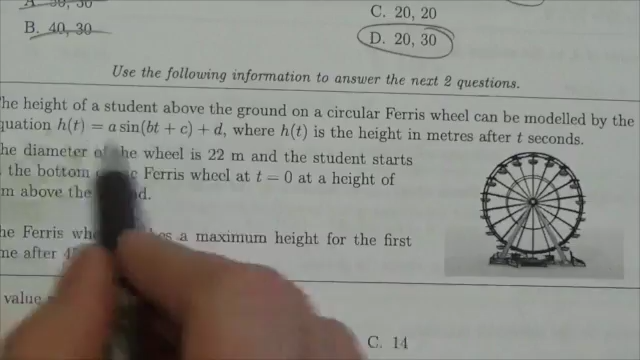 A. 30, 30
B. 40, 30
C. 20, 20
D. 20, 30
Use the following information to answer the next 2 questions.
he height of a student above the ground on a circular Ferris wheel can be modelled by the
quation h(t) = a sin(bt + c) + d, where h(t) is the height in metres after t seconds.
he diameter of the wheel is 22 m and the student starts
the bottom Ferris wheel at t = 0 at a height of
m above the
he Ferris a maximum height for the first
me after
value
C. 14